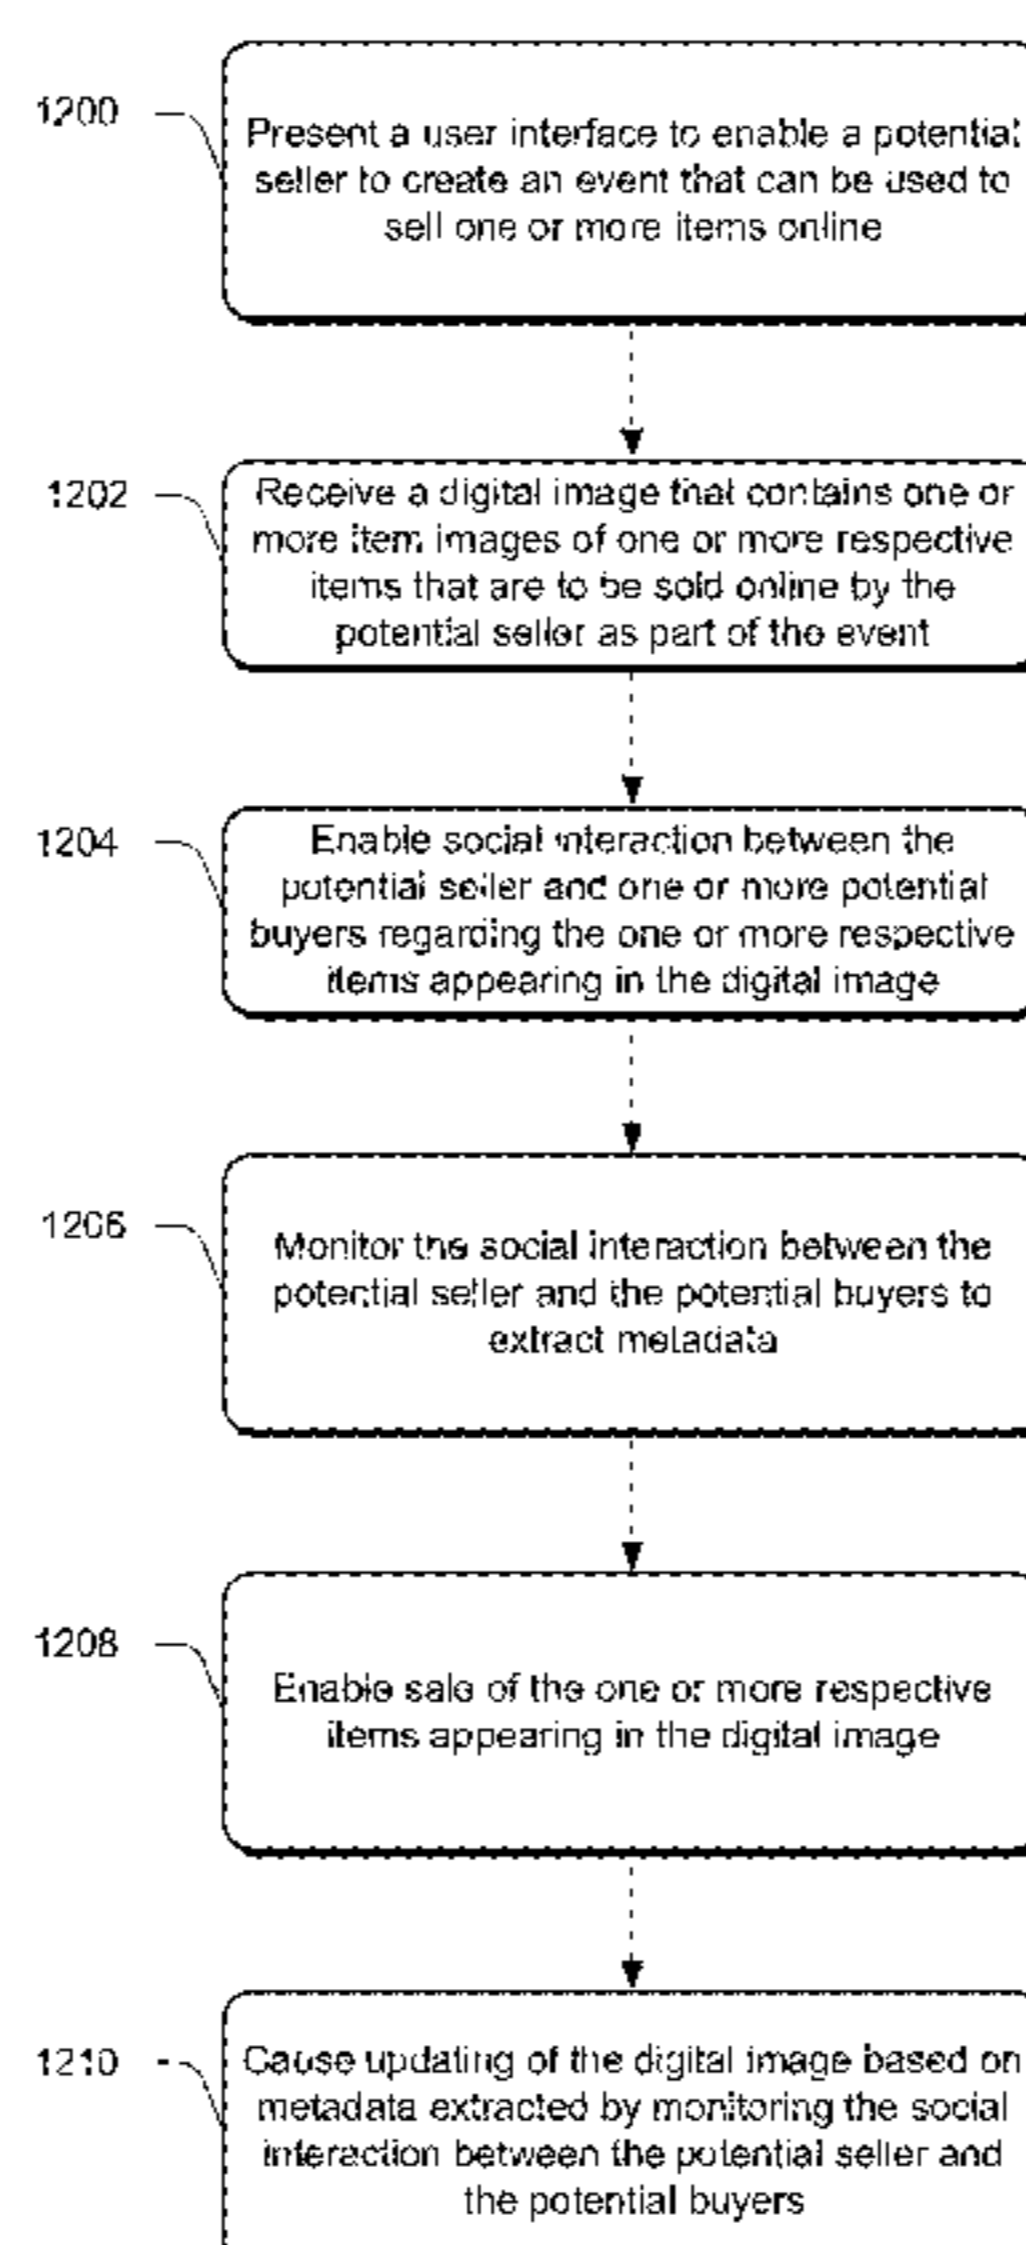 1200
Present a user interface to enable a potential
seller to create an event that can be used to
sell one or more items online
1202
Receive a digital image that contains one or
more item images of one or more respective
items that are to be sold online by the
potential seller as part of the event
1204
Enable social interaction between the
potential seller and one or more potential
buyers regarding the one or more respective
items appearing in the digital image
1206
Monitor the social interaction between the
potential seller and the potential buyers to
extract metadata
1208
Enable sale of the one or more respective
items appearing in the digital image
1210
Cause updating of the digital image based on
metadata extracted by monitoring the social
interaction between the potential seller and
the potential buyers